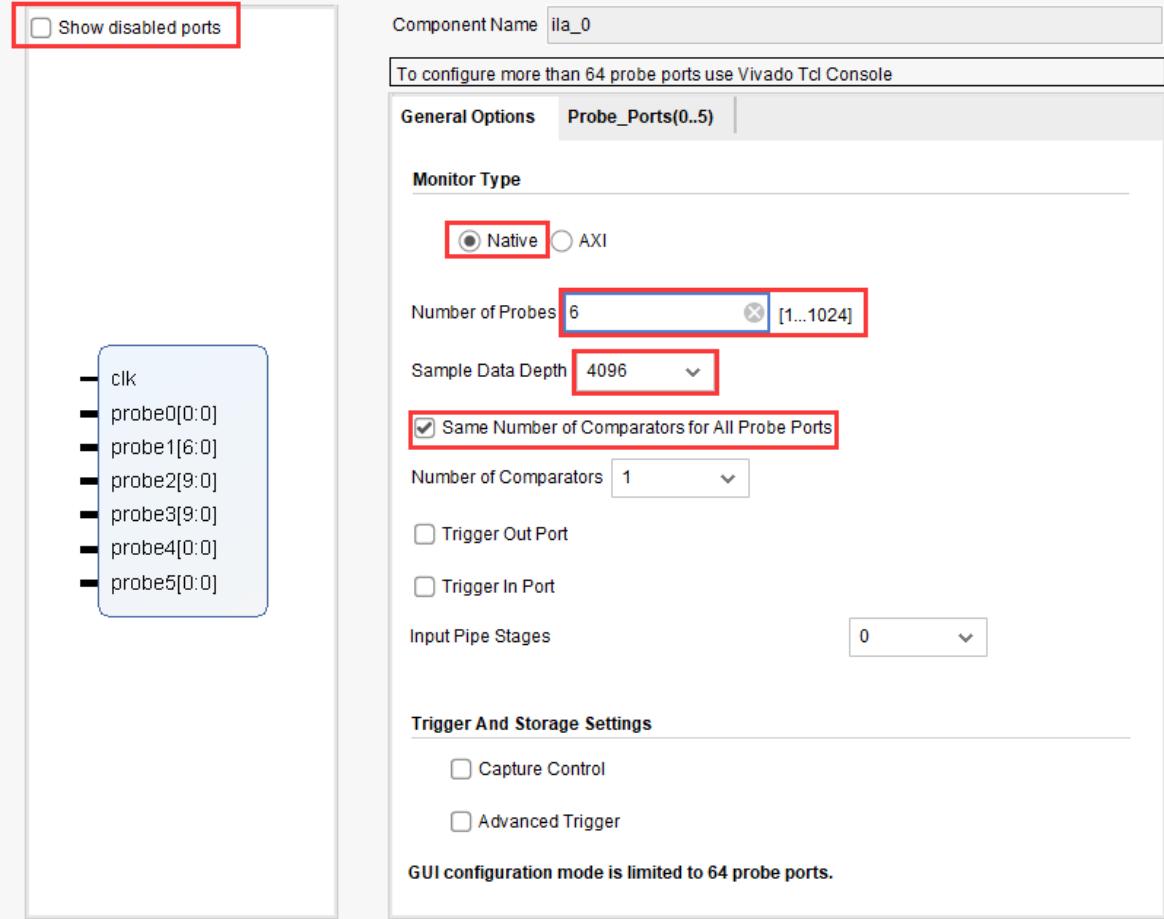 Show disabled ports
clk
probe0[0:0]
probe1[6:0]
probe2[9:0]
probe3[9:0]
probe4[0:0]
probe5[0:0]
Component Name ila_0
To configure more than 64 probe ports use Vivado Tcl Console
General Options Probe_Ports(0..5)
Monitor Type
Native AXI
Number of Probes 6 [1...1024]
Sample Data Depth 4096
Same Number of Comparators for All Probe Ports
Number of Comparators 1
Trigger Out Port
Trigger In Port
Input Pipe Stages 0
Trigger And Storage Settings
Capture Control
Advanced Trigger
GUI configuration mode is limited to 64 probe ports.